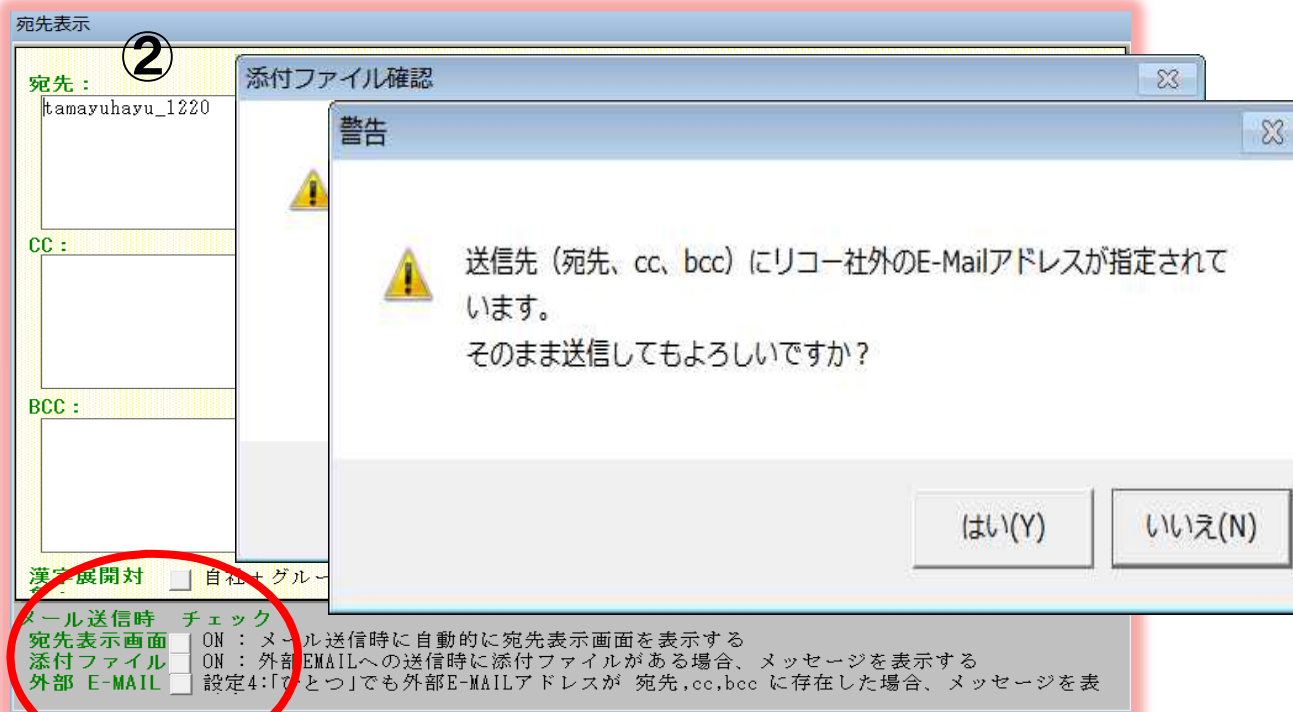 宛先表示
②
宛先：
tamayuhayu_1220
CC：
BCC：
添付ファイル確認
警告
送信先（宛先、cc、bcc）にリコー社外のE-Mailアドレスが指定されて
います。
そのまま送信してもよろしいですか？
はい(Y)
いいえ(N)
漢字展開対
自社+グルー
メール送信時 チェック
宛先表示画面 ON : メール送信時に自動的に宛先表示画面を表示する
添付ファイル ON : 外部EMAILへの送信時に添付ファイルがある場合、メッセージを表示する
外部 E-MAIL 設定4:「ひとつ」でも外部E-MAILアドレスが 宛先,cc,bcc に存在した場合、メッセージを表